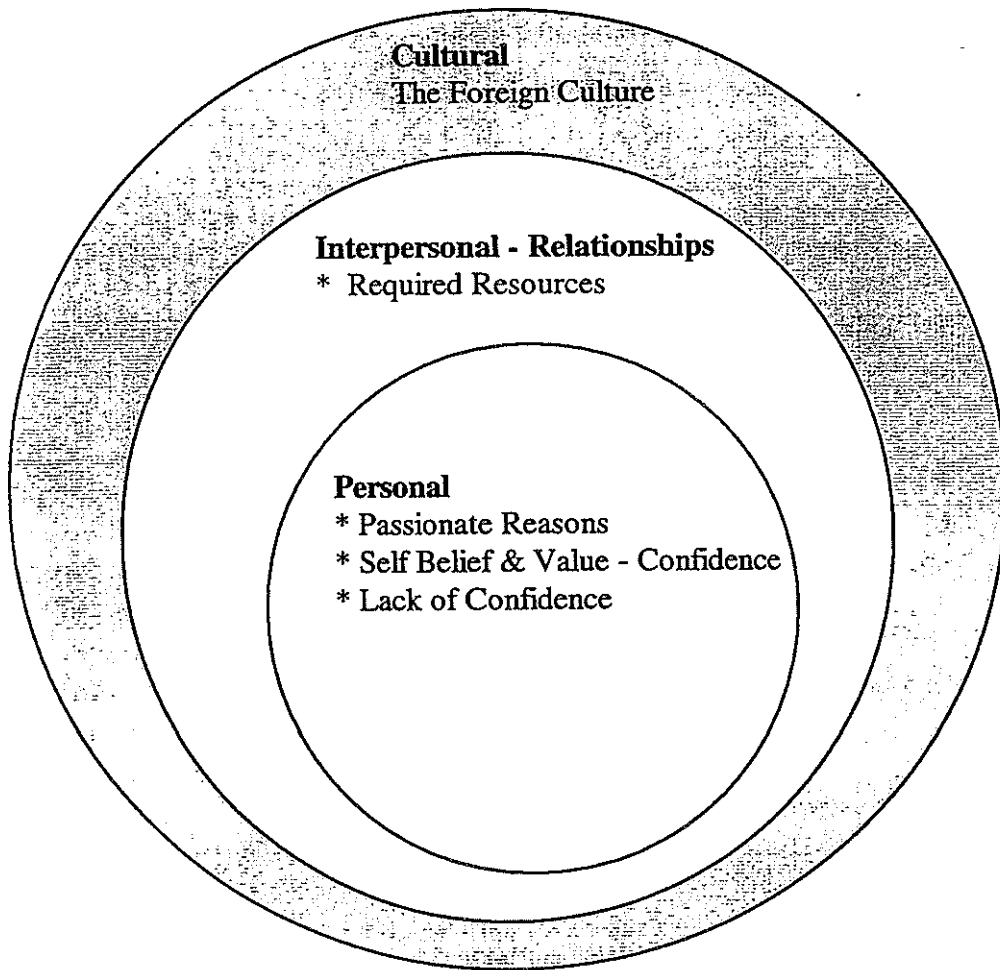 Cultural
The Foreign Culture
Interpersonal - Relationships
* Required Resources
Personal
* Passionate Reasons
* Self Belief & Value - Confidence
* Lack of Confidence